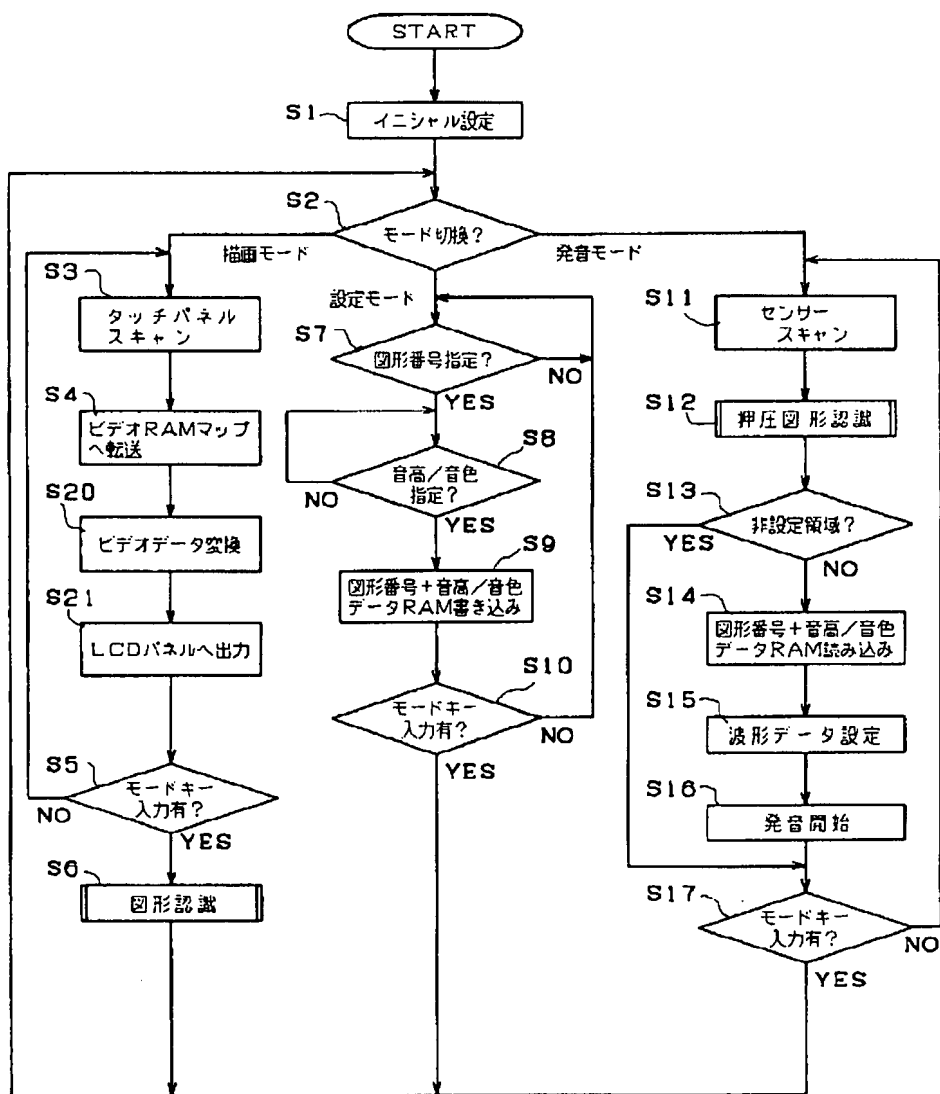 START
S1
イニシャル設定
S2
モード切換?
描画モード
設定モード
発音モード
S3
タッチパネル
スキャン
S4
ビデオRAMマップ
へ転送
S20
ビデオデータ変換
S21
LCDパネルへ出力
S5
モードキー
入力有?
NO
YES
S6
図形認識
S7
図形番号指定?
NO
YES
S8
音高/音色
指定?
NO
YES
S9
図形番号+音高/音色
データRAM書き込み
S10
モードキー
入力有?
NO
YES
S11
センサー
スキャン
S12
押圧図形認識
S13
非設定領域?
YES
NO
S14
図形番号+音高/音色
データRAM読み込み
S15
波形データ設定
S16
発音開始
S17
モードキー
入力有?
NO
YES